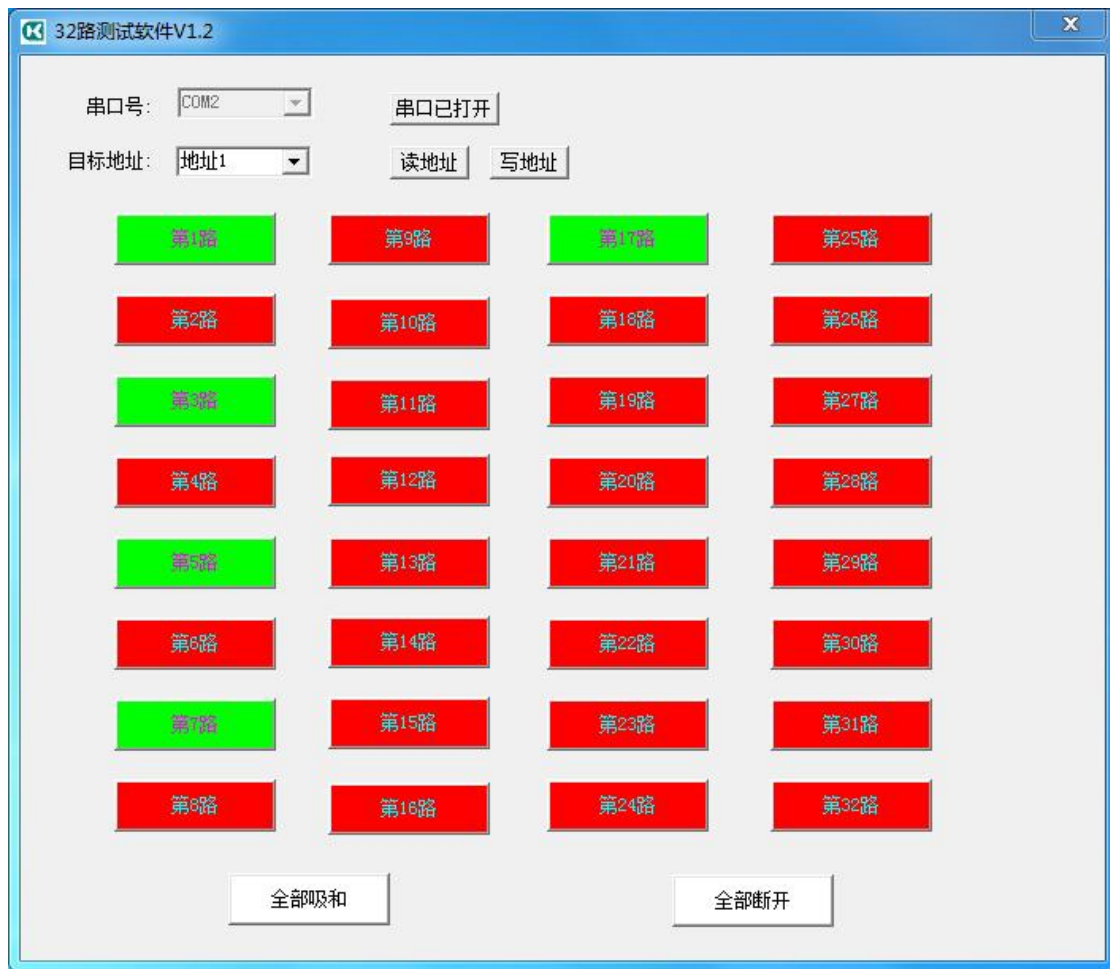 32路测试软件V1.2
串口号: COM2 串口已打开
目标地址: 地址1 读地址 写地址
第1路 第9路 第17路 第25路
第2路 第10路 第18路 第26路
第3路 第11路 第19路 第27路
第4路 第12路 第20路 第28路
第5路 第13路 第21路 第29路
第6路 第14路 第22路 第30路
第7路 第15路 第23路 第31路
第8路 第16路 第24路 第32路
全部吸和 全部断开